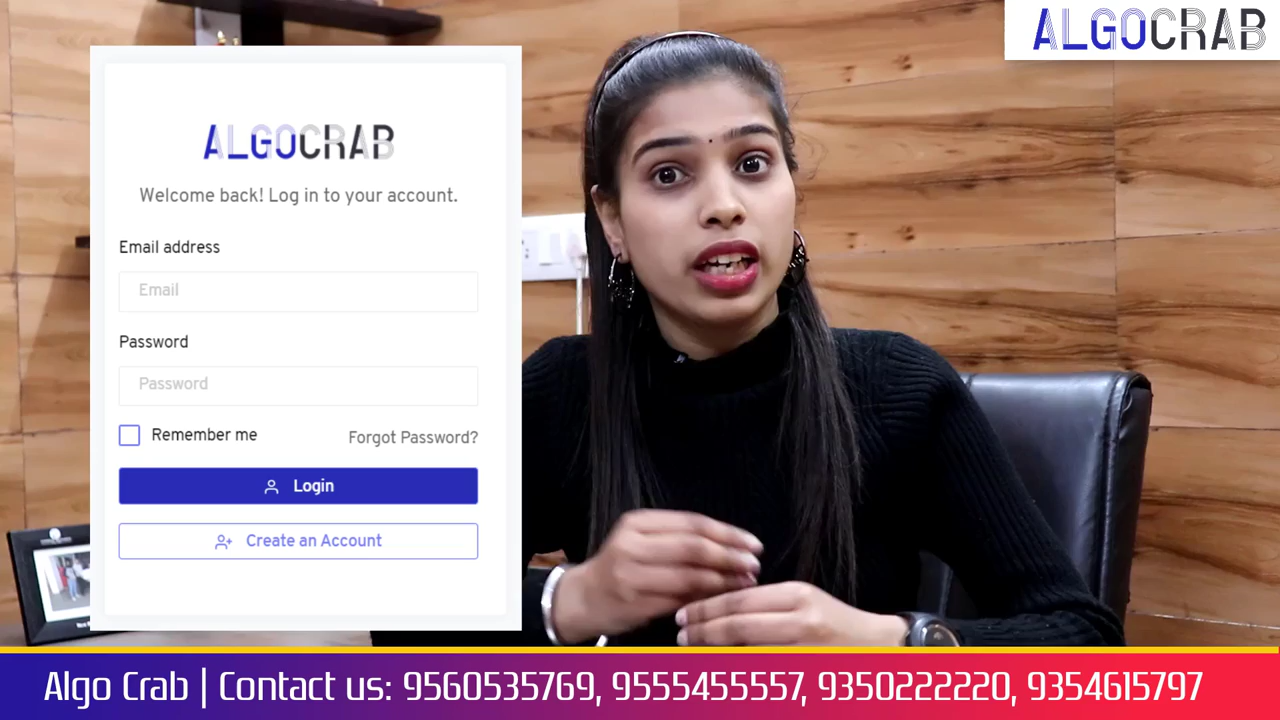 ALGOCRAB
ALGOCRAB
Welcome back! Log in to your account.
Email address
Email
Password
Password
Remember me
Forgot Password?
Login
Create an Account
Algo Crab | Contact us: 9560535769, 9555455557, 9350222220, 9354615797